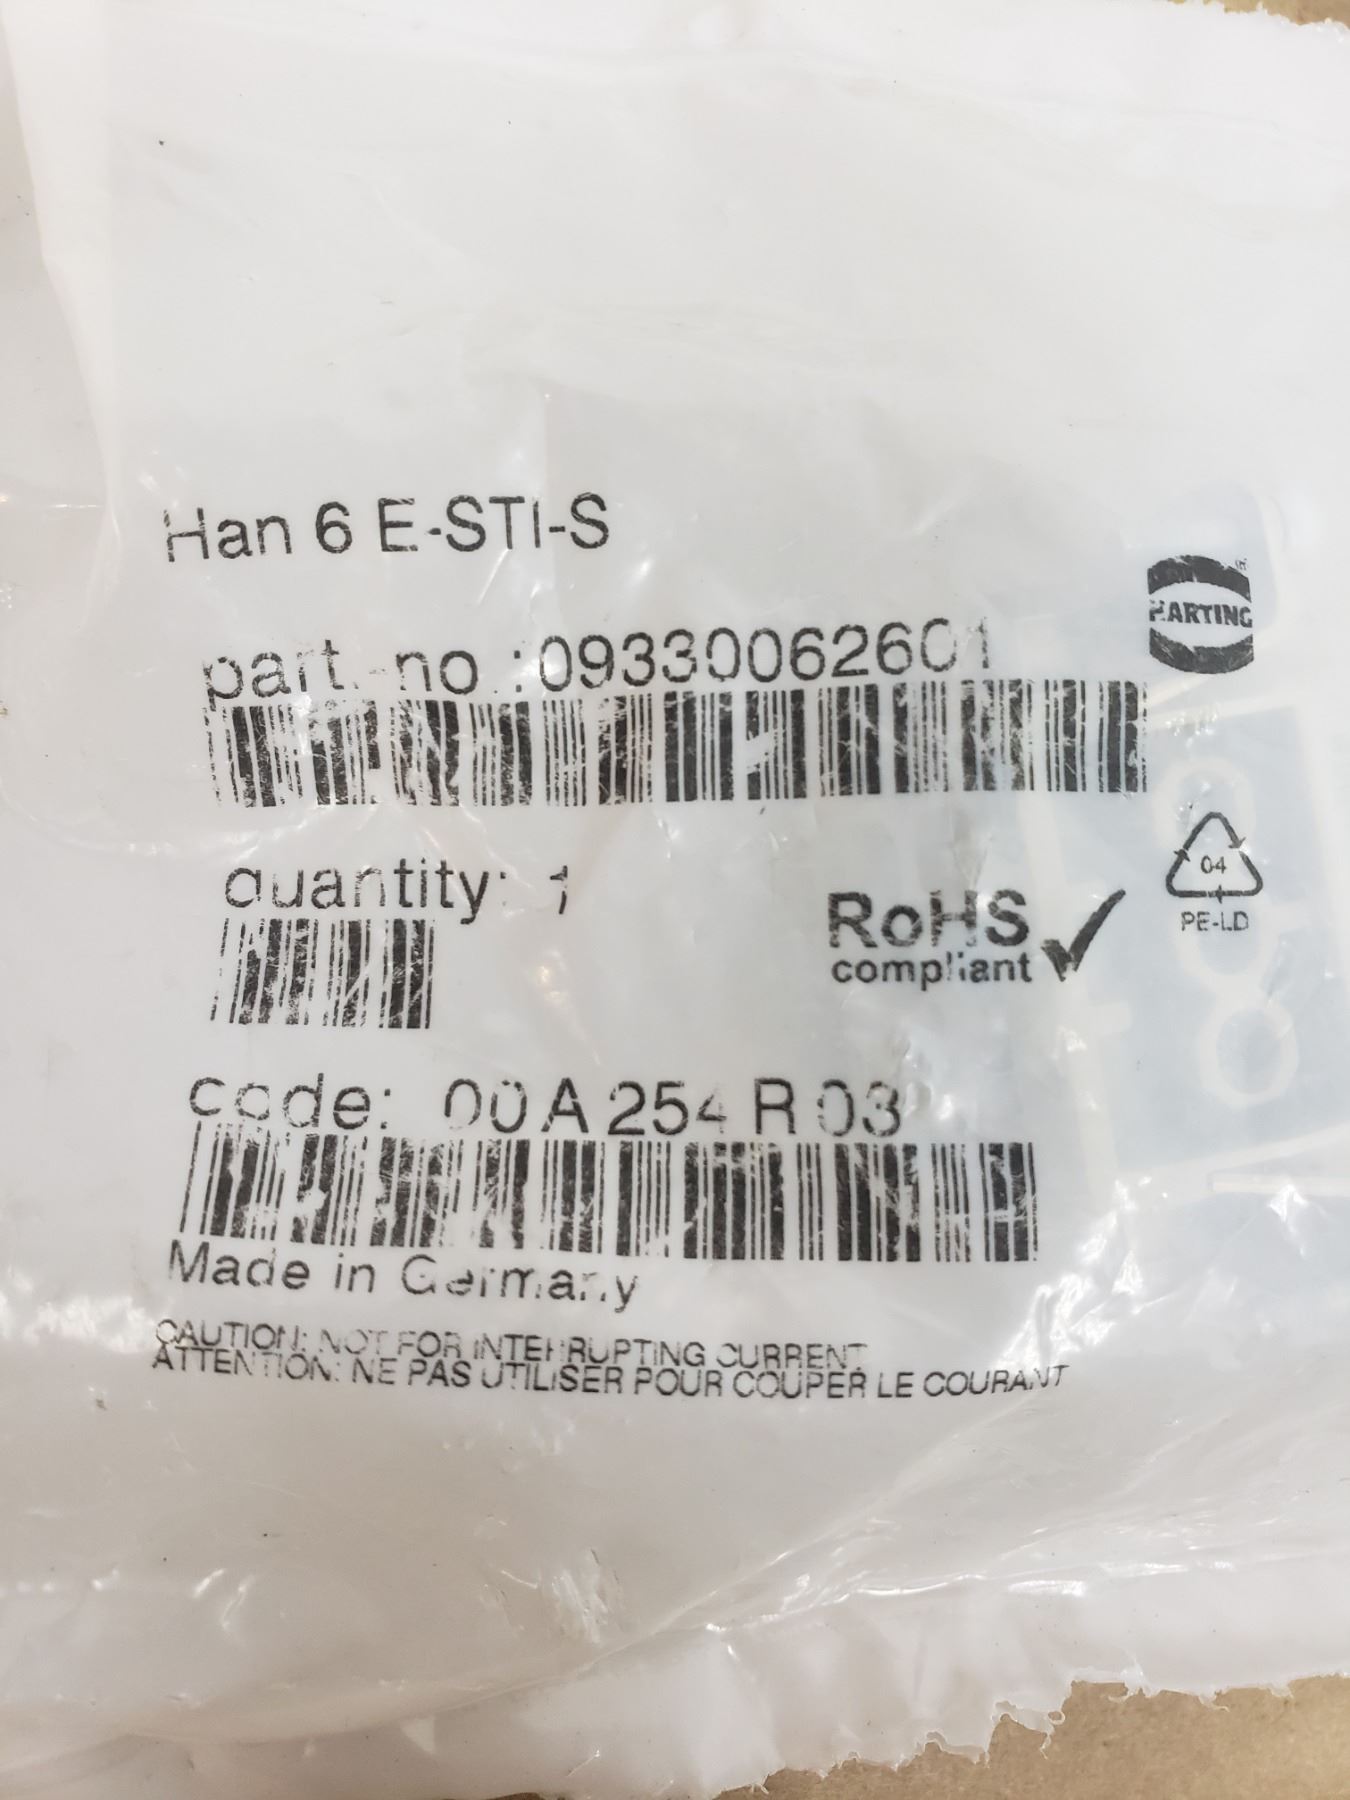 Han 6 E-STI-S
HARTING
part.-no.:09330062601
quantity: 1
04
PE-LD
RoHS
compliant
code: 00 A 254 R 03
Made in Germany
CAUTION: NOT FOR INTERRUPTING CURRENT
ATTENTION: NE PAS UTILISER POUR COUPER LE COURANT